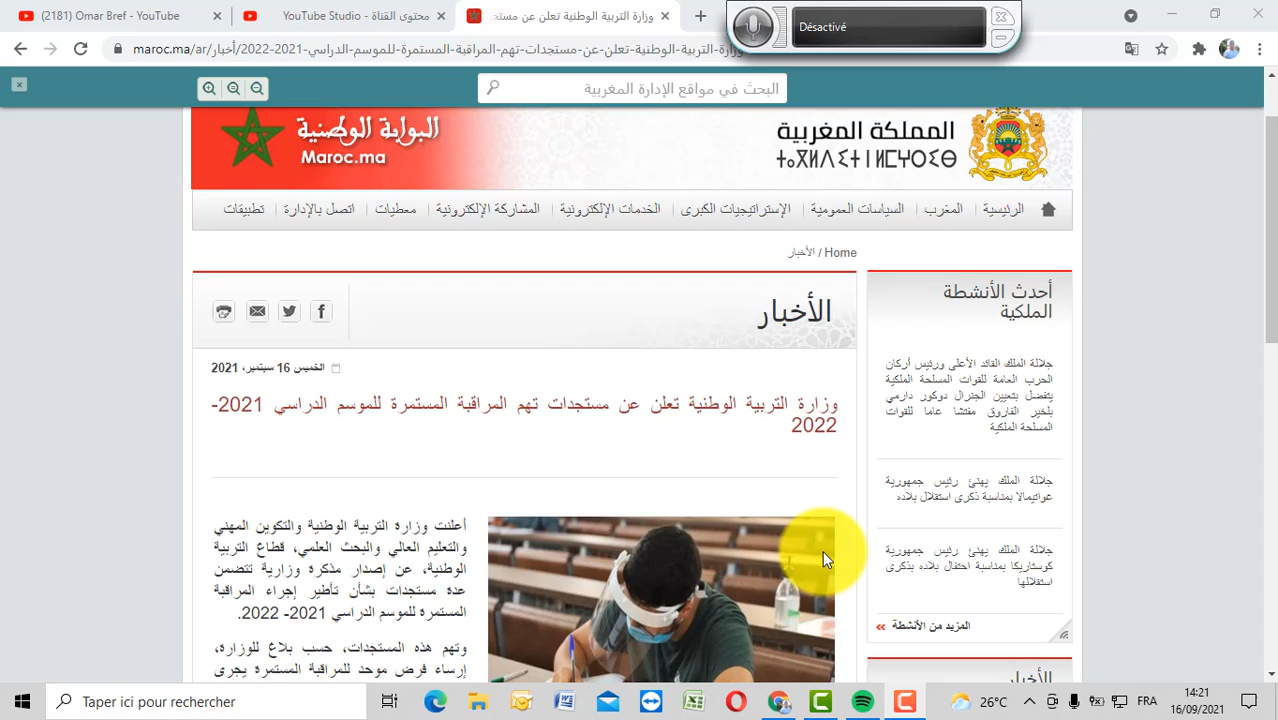 (2181) Oihar Bref - YouTube
YouTube Studio - محتوى القناة
وزارة التربية الوطنية تعلن عن مستجد
Désactivé
maroc.ma/ar/أخبار/وزارة-التربية-الوطنية-تعلن-عن-مستجدات-تهم-المراقبة-المستمرة-للموسم-الدراسي-2021-2022
البحث في مواقع الإدارة المغربية
المملكة المغربية
ⵜⴰⴳⵍⴷⵉⵜ ⵏ ⵍⵎⵖⵔⵉⴱ
البوابة الوطنية
Maroc.ma
الرئيسية
المغرب
السياسات العمومية
الإستراتيجيات الكبرى
الخدمات الإلكترونية
المشاركة الإلكترونية
معطيات
اتصل بالإدارة
تطبيقات
Home / الأخبار
أحدث الأنشطة
الملكية
جلالة الملك القائد الأعلى ورئيس أركان
الحرب العامة للقوات المسلحة الملكية
يتفضل بتعيين الجنرال دوكور دارمي
بلخير الفاروق مفتشا عاما للقوات
المسلحة الملكية
جلالة الملك يهنئ رئيس جمهورية
غواتيمالا بمناسبة ذكرى استقلال بلاده
جلالة الملك يهنئ رئيس جمهورية
كوستاريكا بمناسبة احتفال بلاده بذكرى
استقلالها
المزيد من الأنشطة
الأخبار
الأخبار
الخميس 16 سبتمبر، 2021
وزارة التربية الوطنية تعلن عن مستجدات تهم المراقبة المستمرة للموسم الدراسي 2021-
2022
أعلنت وزارة التربية الوطنية والتكوين المهني
والتعليم العالي والبحث العلمي، قطاع التربية
الوطنية، عن إصدار مذكرة وزارية تتضمن
عدة مستجدات بشأن تأطير إجراء المراقبة
المستمرة للموسم الدراسي 2021- 2022.
وتهم هذه المستجدات، حسب بلاغ للوزارة،
إرساء فرض موحد للمراقبة المستمرة يجرى
Taper ici pour rechercher
26°C
FRA
14:21
16/09/2021